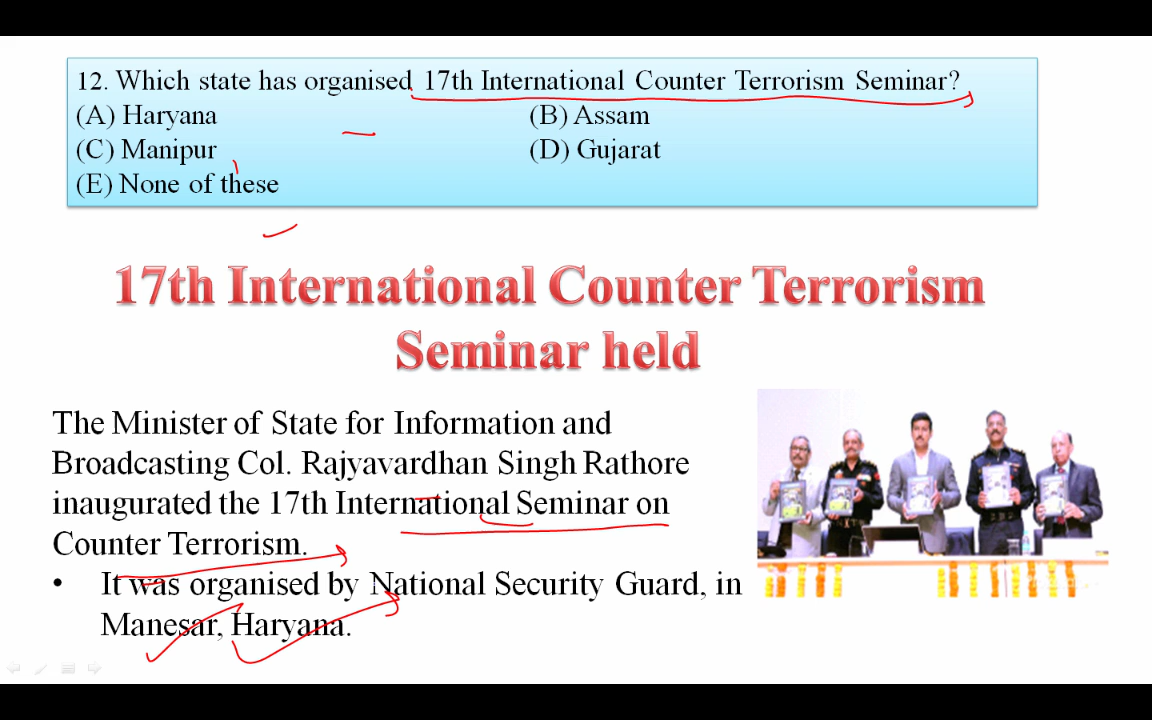 12. Which state has organised 17th International Counter Terrorism Seminar?
(A) Haryana (B) Assam
(C) Manipur (D) Gujarat
(E) None of these
17th International Counter Terrorism
Seminar held
The Minister of State for Information and
Broadcasting Col. Rajyavardhan Singh Rathore
inaugurated the 17th International Seminar on
Counter Terrorism.
• It was organised by National Security Guard, in
Manesar, Haryana.